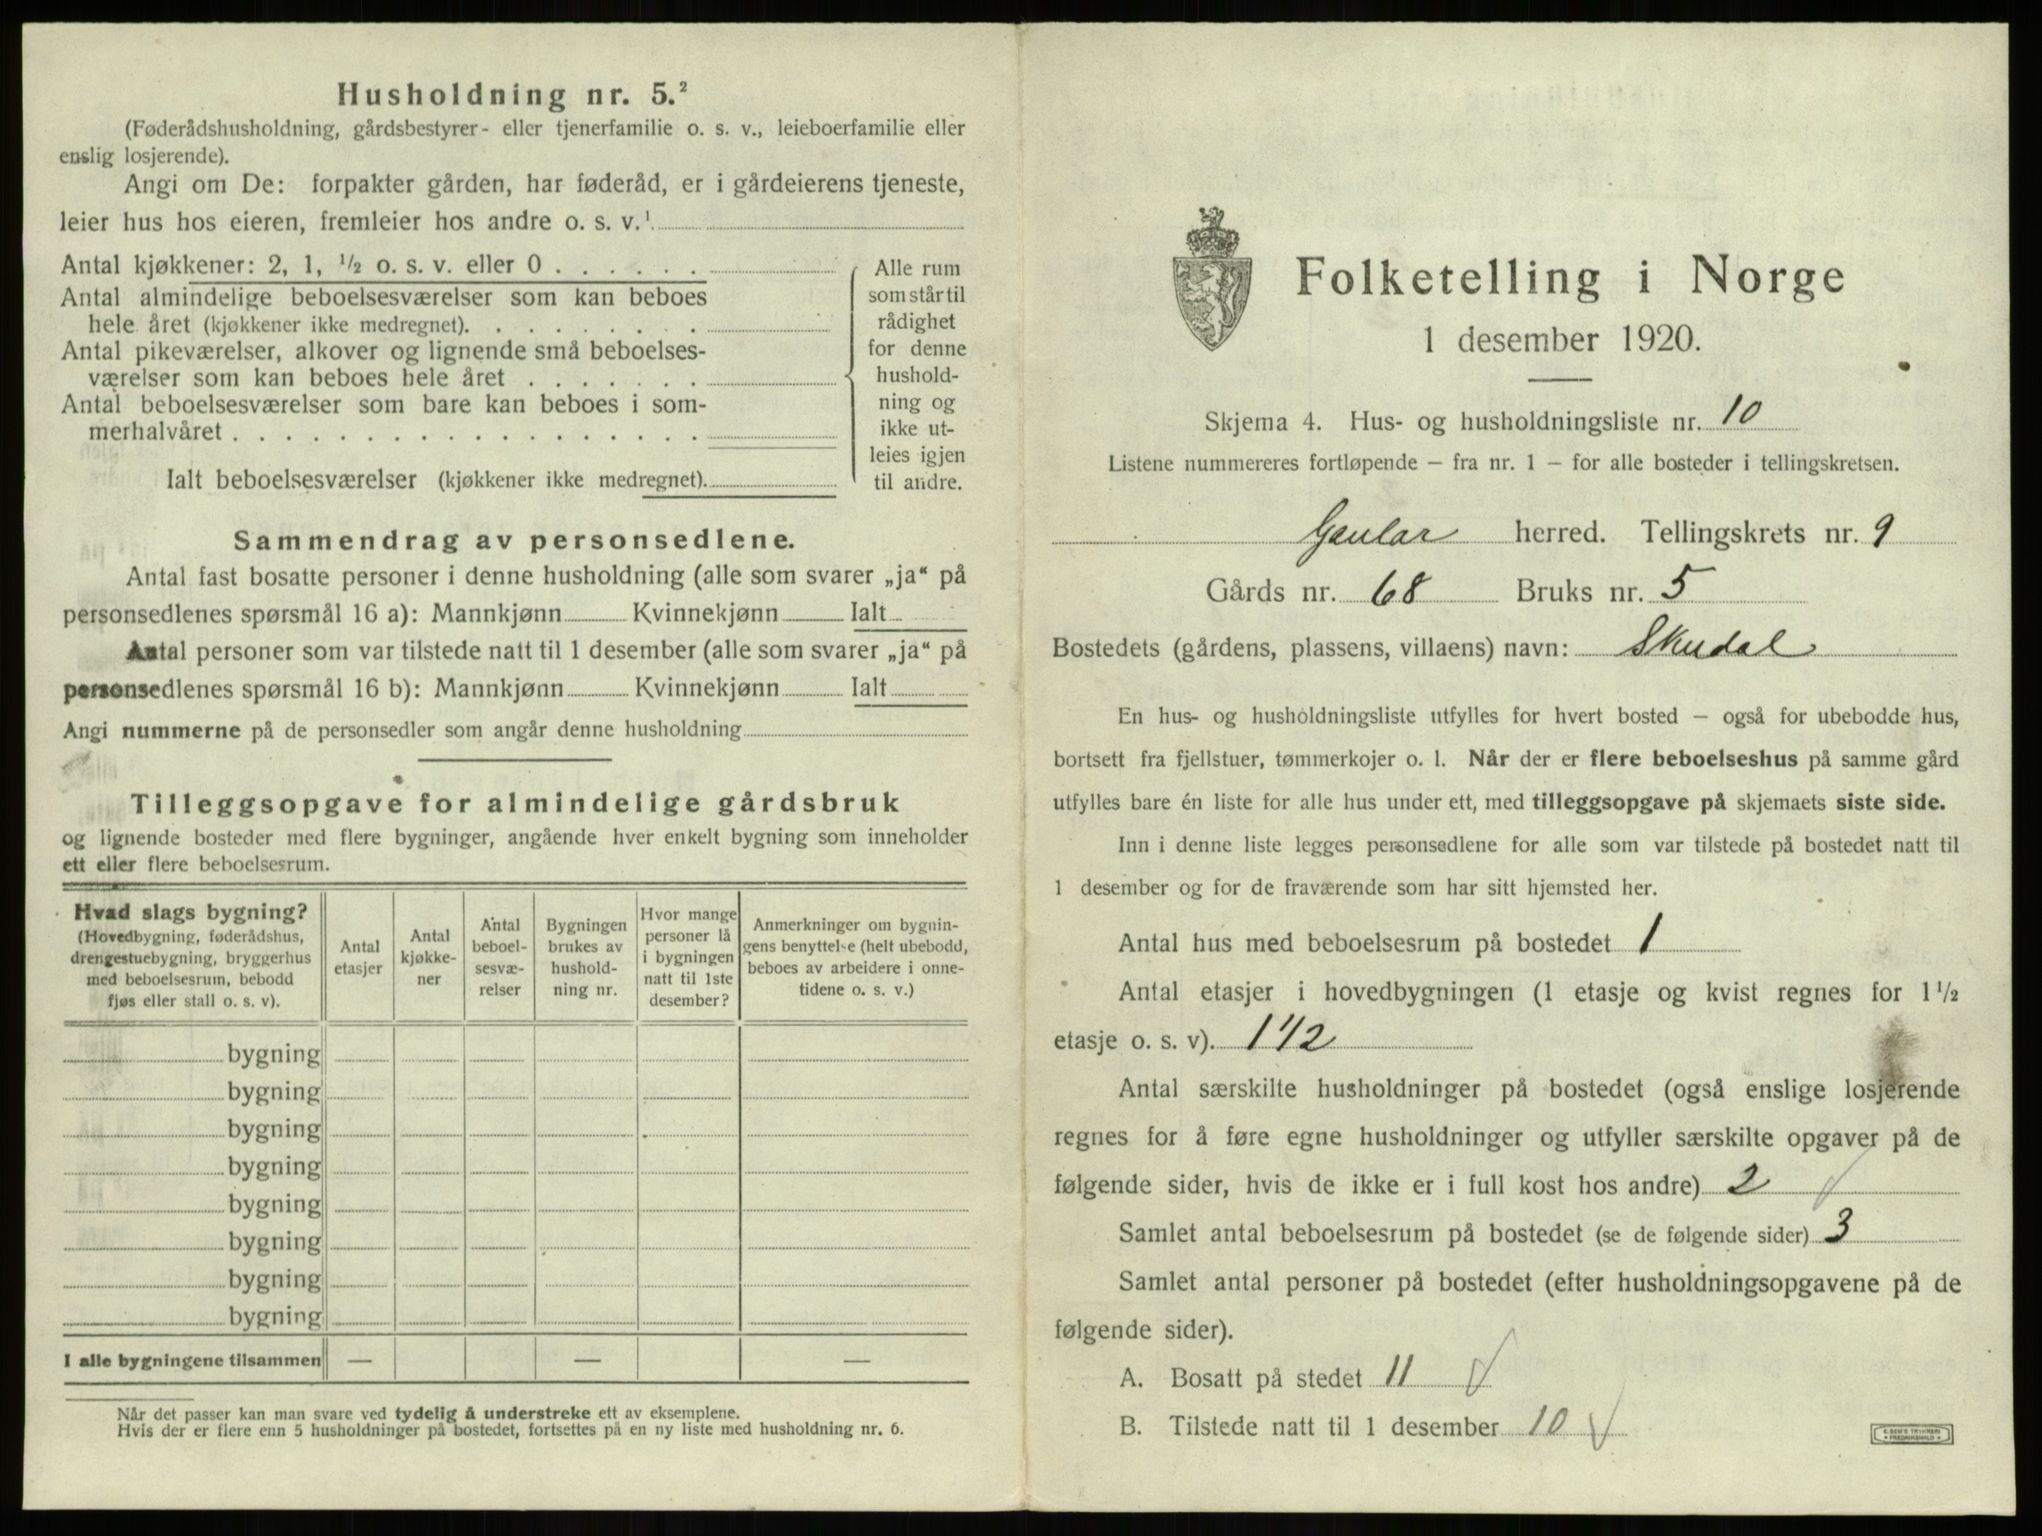 Husholdning nr. 5.²
(Føderådshusholdning, gårdsbestyrer- eller tjenerfamilie o. s. v., leieboerfamilie eller
enslig losjerende).
Angi om De: forpakter gården, har føderåd, er i gårdeierens tjeneste,
leier hus hos eieren, fremleier hos andre o. s. v.¹
Antal kjøkkener: 2, 1, ½ o. s. v. eller 0 . . . . . .
Antal almindelige beboelsesværelser som kan beboes
hele året (kjøkkener ikke medregnet). . . . . . . . .
Antal pikeværelser, alkover og lignende små beboelses-
værelser som kan beboes hele året . . . . . . .
Antal beboelsesværelser som bare kan beboes i som-
merhalvåret . . . . . . . . . . . . . . . . . .
Ialt beboelsesværelser (kjøkkener ikke medregnet).
Alle rum
som står til
rådighet
for denne
hushold-
ning og
ikke ut-
leies igjen
til andre.
Sammendrag av personsedlene.
Antal fast bosatte personer i denne husholdning (alle som svarer „ja“ på
personsedlenes spørsmål 16 a): Mannkjønn Kvinnekjønn Ialt
Antal personer som var tilstede natt til 1 desember (alle som svarer „ja“ på
personsedlenes spørsmål 16 b): Mannkjønn Kvinnekjønn Ialt
Angi nummerne på de personsedler som angår denne husholdning
Tilleggsopgave for almindelige gårdsbruk
og lignende bosteder med flere bygninger, angående hver enkelt bygning som inneholder
ett eller flere beboelsesrum.
Hvad slags bygning?
(Hovedbygning, føderådshus,
drengestuebygning, bryggerhus
med beboelsesrum, bebodd
fjøs eller stall o. s. v).
Antal
etasjer
Antal
kjøkke-
ner
Antal
beboel-
sesvæ-
relser
Bygningen
brukes av
hushold-
ning nr.
Hvor mange
personer lå
i bygningen
natt til 1ste
desember?
Anmerkninger om bygnin-
gens benyttelse (helt ubebodd,
beboes av arbeidere i onne-
tidene o. s. v.)
bygning
bygning
bygning
bygning
bygning
bygning
bygning
bygning
I alle bygningene tilsammen — — —
Når det passer kan man svare ved tydelig å understreke ett av eksemplene.
Hvis der er flere enn 5 husholdninger på bostedet, fortsettes på en ny liste med husholdning nr. 6.
Folketelling i Norge
1 desember 1920.
Skjema 4. Hus- og husholdningsliste nr. 10
Listene nummereres fortløpende – fra nr. 1 – for alle bosteder i tellingskretsen.
Gaular herred. Tellingskrets nr. 9
Gårds nr. 68 Bruks nr. 5
Bostedets (gårdens, plassens, villaens) navn: Skudal
En hus- og husholdningsliste utfylles for hvert bosted – også for ubebodde hus,
bortsett fra fjellstuer, tømmerkojer o. l. Når der er flere beboelseshus på samme gård
utfylles bare én liste for alle hus under ett, med tilleggsopgave på skjemaets siste side.
Inn i denne liste legges personsedlene for alle som var tilstede på bostedet natt til
1 desember og for de fraværende som har sitt hjemsted her.
Antal hus med beboelsesrum på bostedet 1
Antal etasjer i hovedbygningen (1 etasje og kvist regnes for 1½
etasje o. s. v). 1 1/2
Antal særskilte husholdninger på bostedet (også enslige losjerende
regnes for å føre egne husholdninger og utfyller særskilte opgaver på de
følgende sider, hvis de ikke er i full kost hos andre) 2
Samlet antal beboelsesrum på bostedet (se de følgende sider) 3
Samlet antal personer på bostedet (efter husholdningsopgavene på de
følgende sider).
A. Bosatt på stedet 11
B. Tilstede natt til 1 desember 10